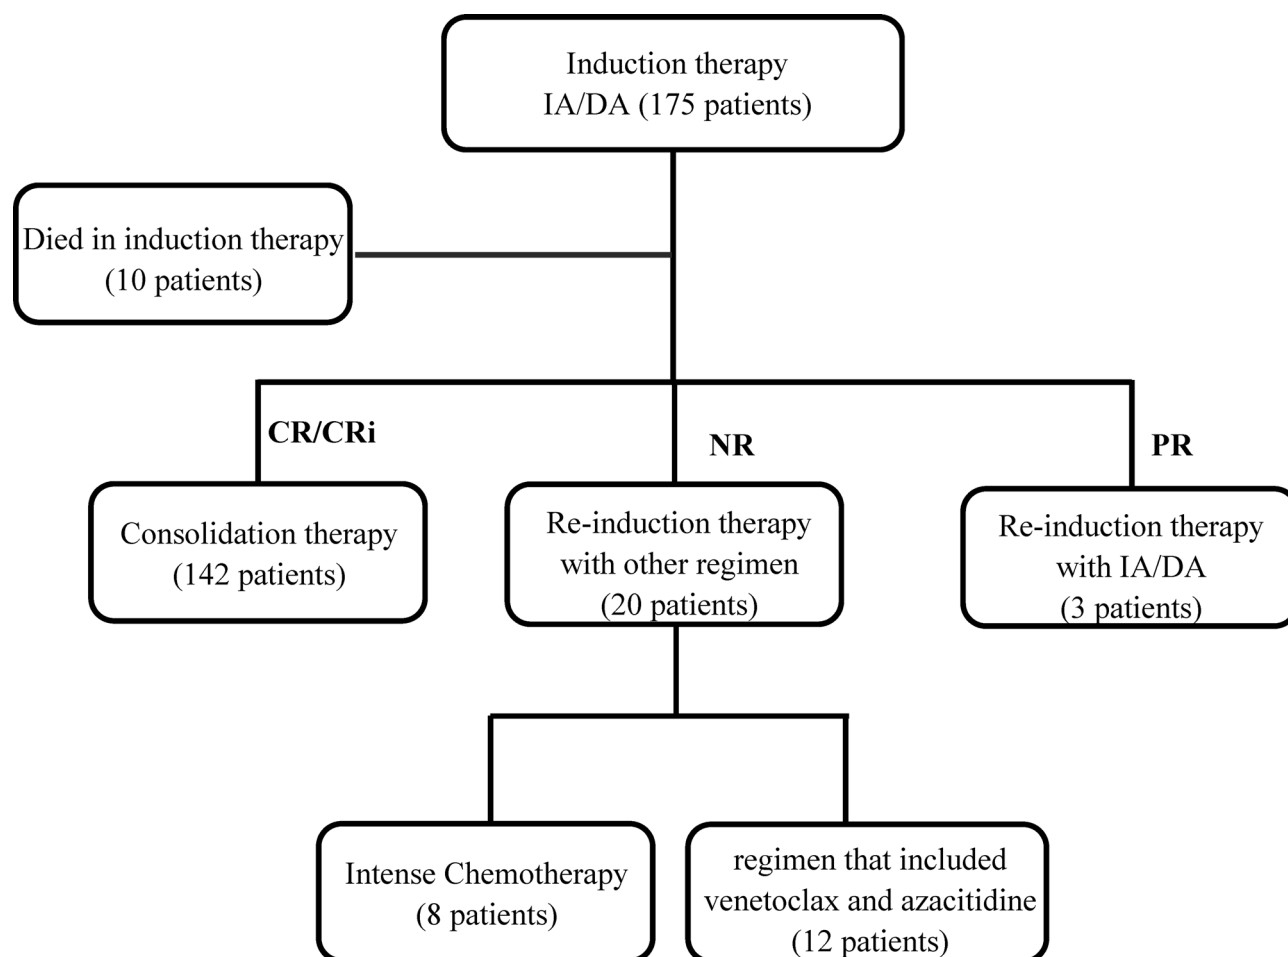 Induction therapy
IA/DA (175 patients)
Died in induction therapy
(10 patients)
CR/CRi
NR
PR
Consolidation therapy
(142 patients)
Re-induction therapy
with other regimen
(20 patients)
Re-induction therapy
with IA/DA
(3 patients)
Intense Chemotherapy
(8 patients)
regimen that included
venetoclax and azacitidine
(12 patients)